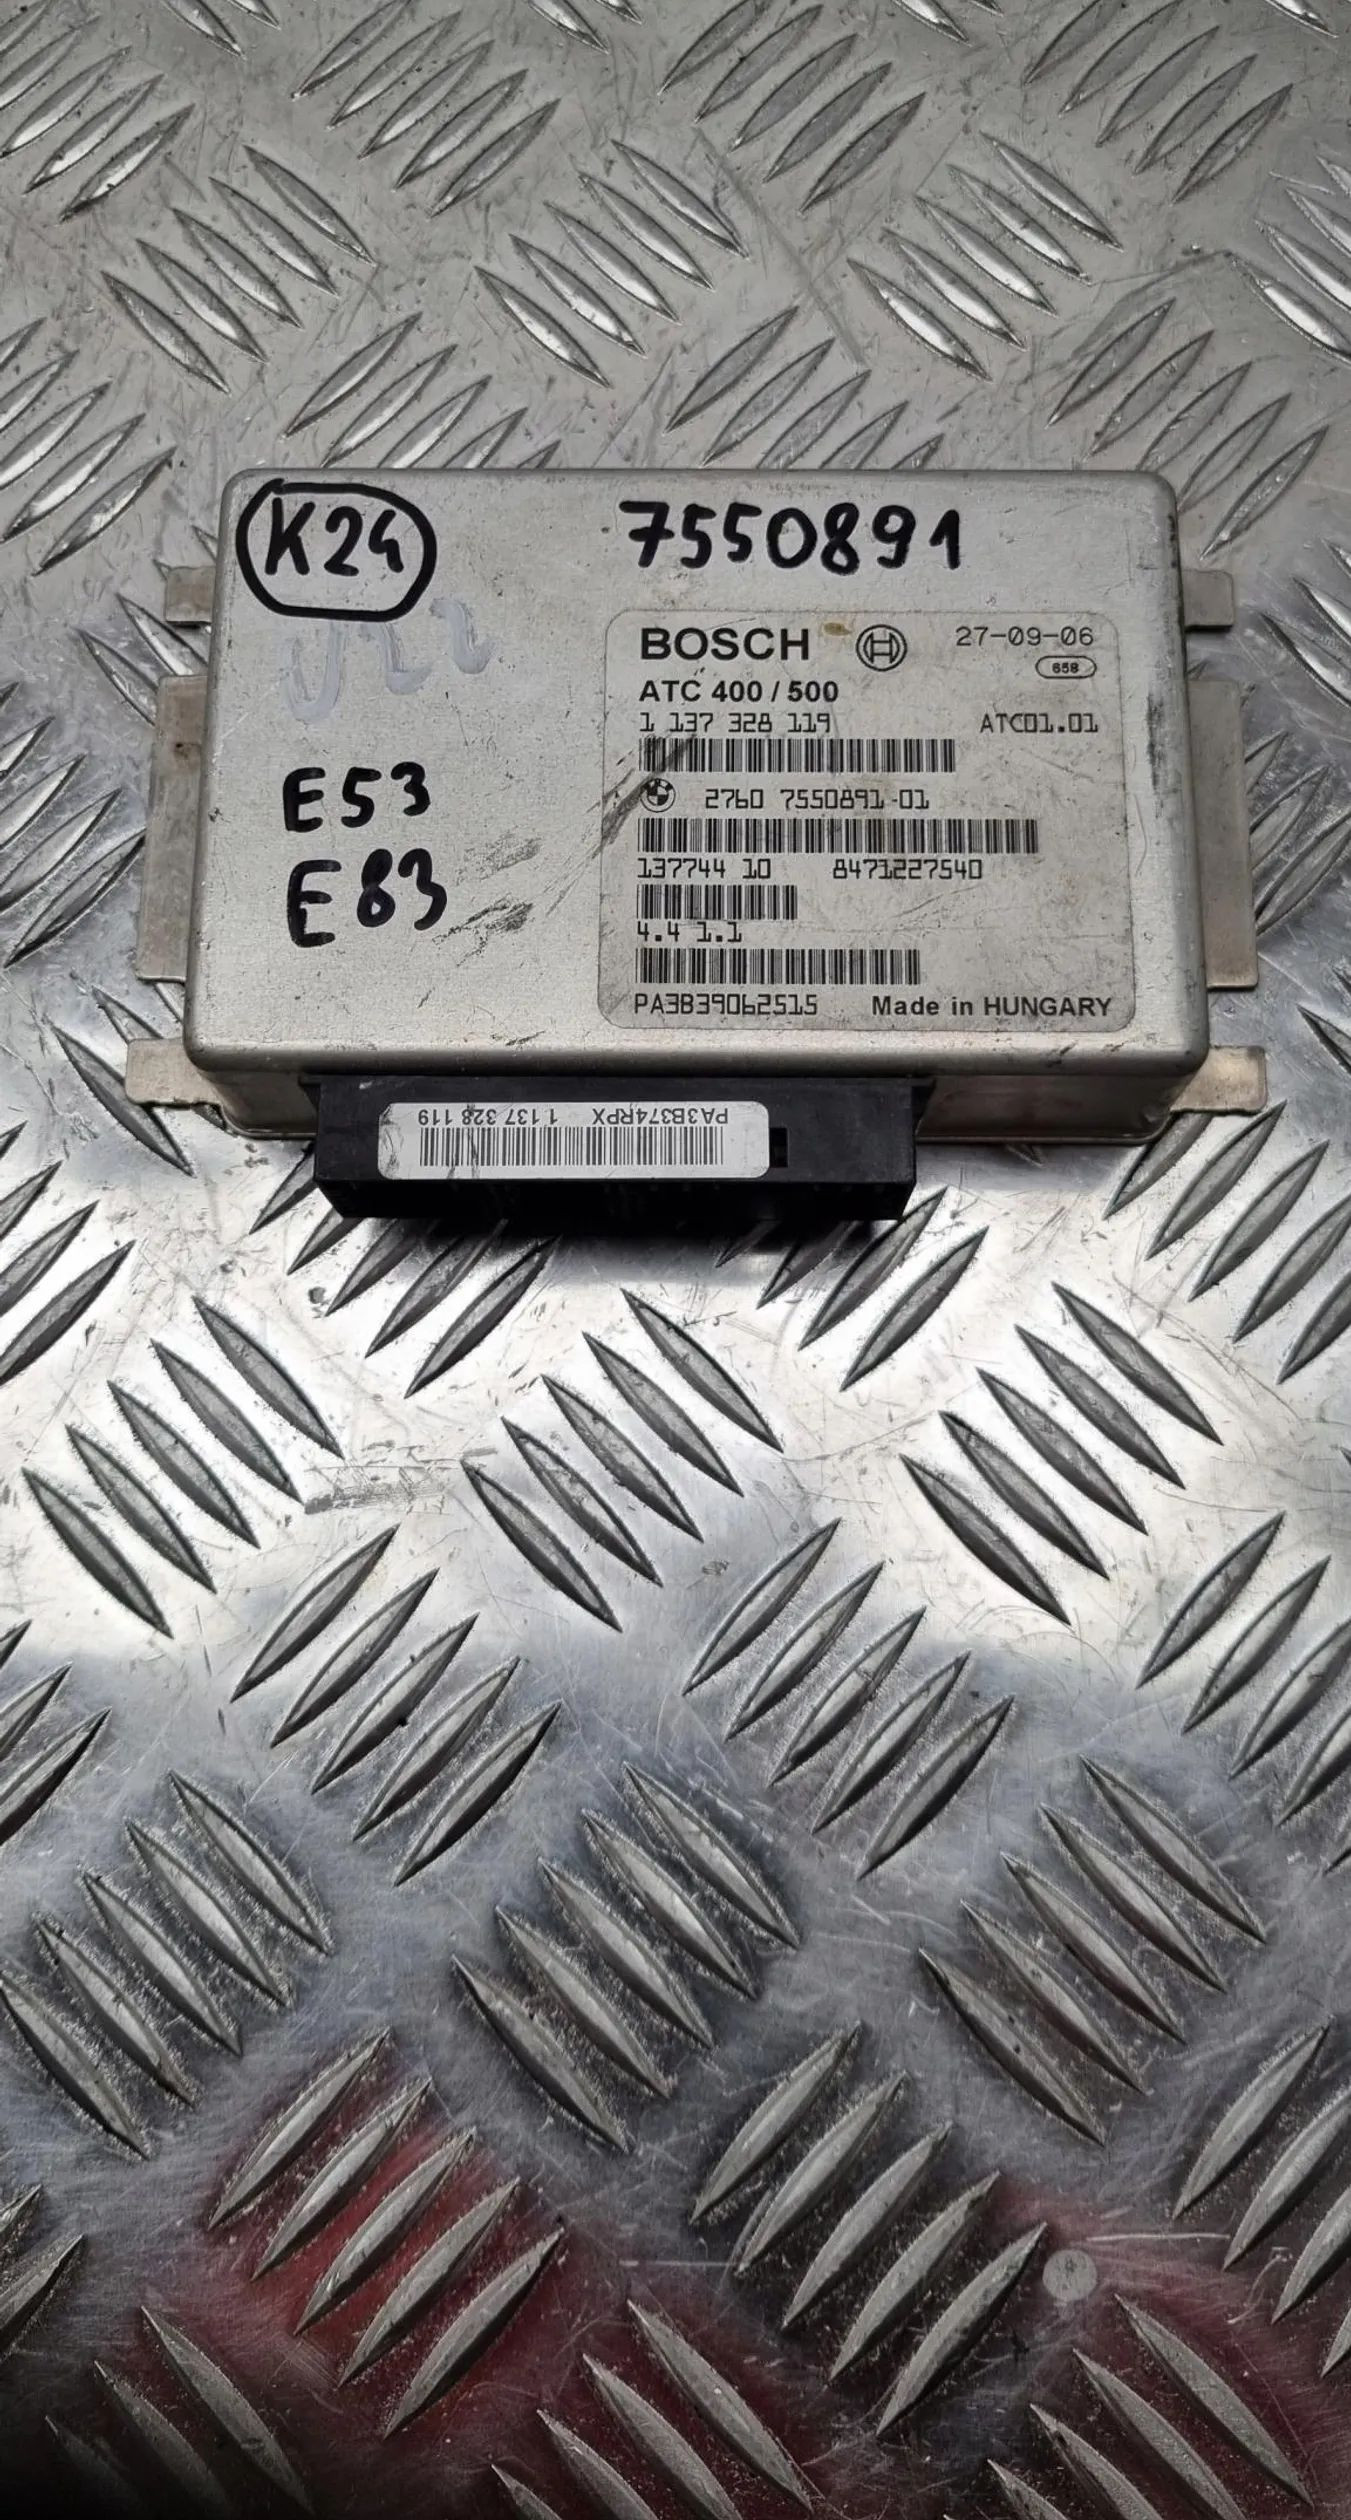 K24
7550891
BOSCH 27-09-06
658
ATC 400 / 500
1 137 328 119 ATC01.01
2760 7550891-01
137744 10 8471227540
4.4 1.1
PA3B39062515 Made in HUNGARY
E53
E83
PA3B374RPX 1 137 328 119